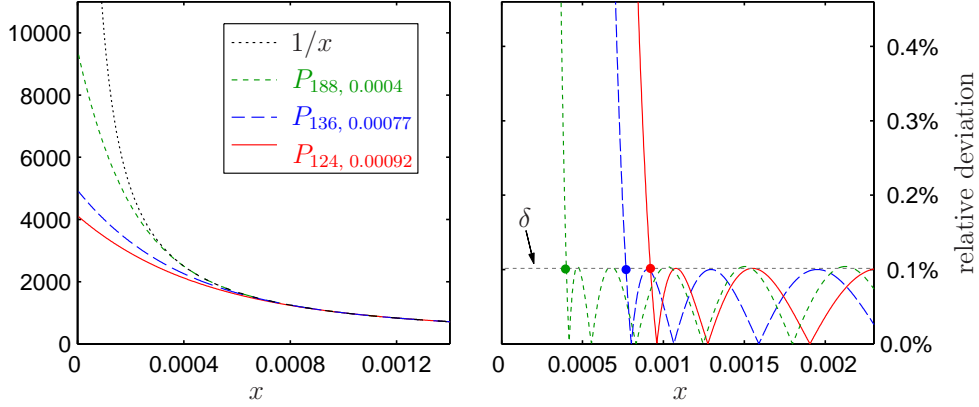 10000
8000
6000
4000
2000
0
0
0.0004
0.0008
0.0012
x
1/x
P188, 0.0004
P136, 0.00077
P124, 0.00092
δ
0
0.0005
0.001
0.0015
0.002
x
0.4%
0.3%
0.2%
0.1%
0.0%
relative deviation